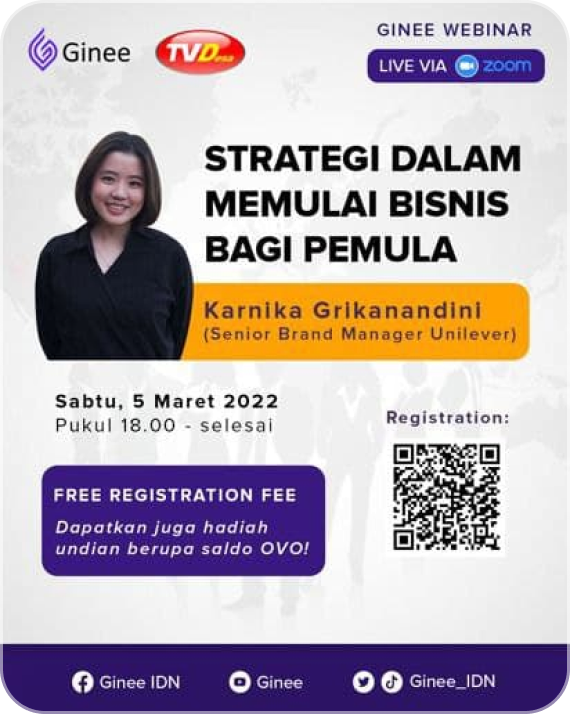 Ginee
TVDesa
GINEE WEBINAR
LIVE VIA zoom
STRATEGI DALAM
MEMULAI BISNIS
BAGI PEMULA
Karnika Grikanandini
(Senior Brand Manager Unilever)
Sabtu, 5 Maret 2022
Pukul 18.00 - selesai
Registration:
FREE REGISTRATION FEE
Dapatkan juga hadiah
undian berupa saldo OVO!
Ginee IDN
Ginee
Ginee_IDN